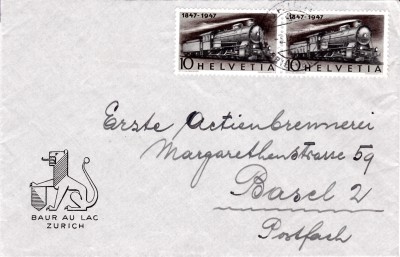 1847-1947 1847-1947
10 HELVETIA 10 HELVETIA
Erste Actienbrennerei
Margarethenstrasse 59
Basel 2
Postfach
BAUR AU LAC
ZURICH